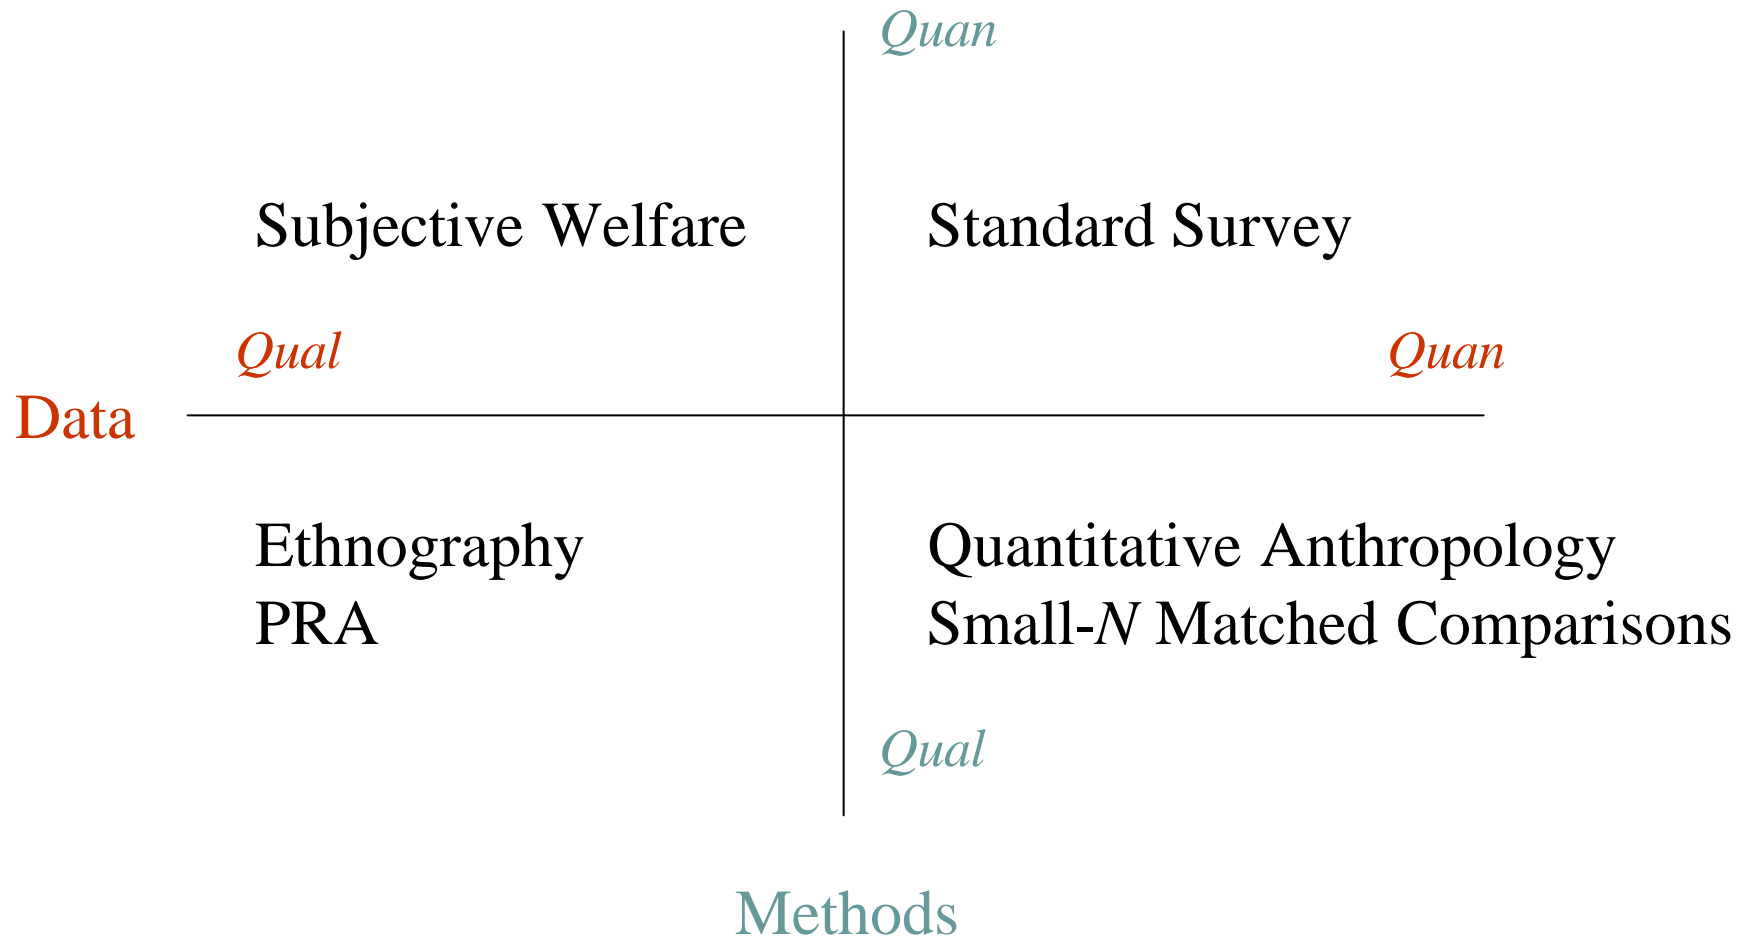 Quan
Subjective Welfare
Standard Survey
Qual
Quan
Data
Ethnography
PRA
Quantitative Anthropology
Small-N Matched Comparisons
Qual
Methods